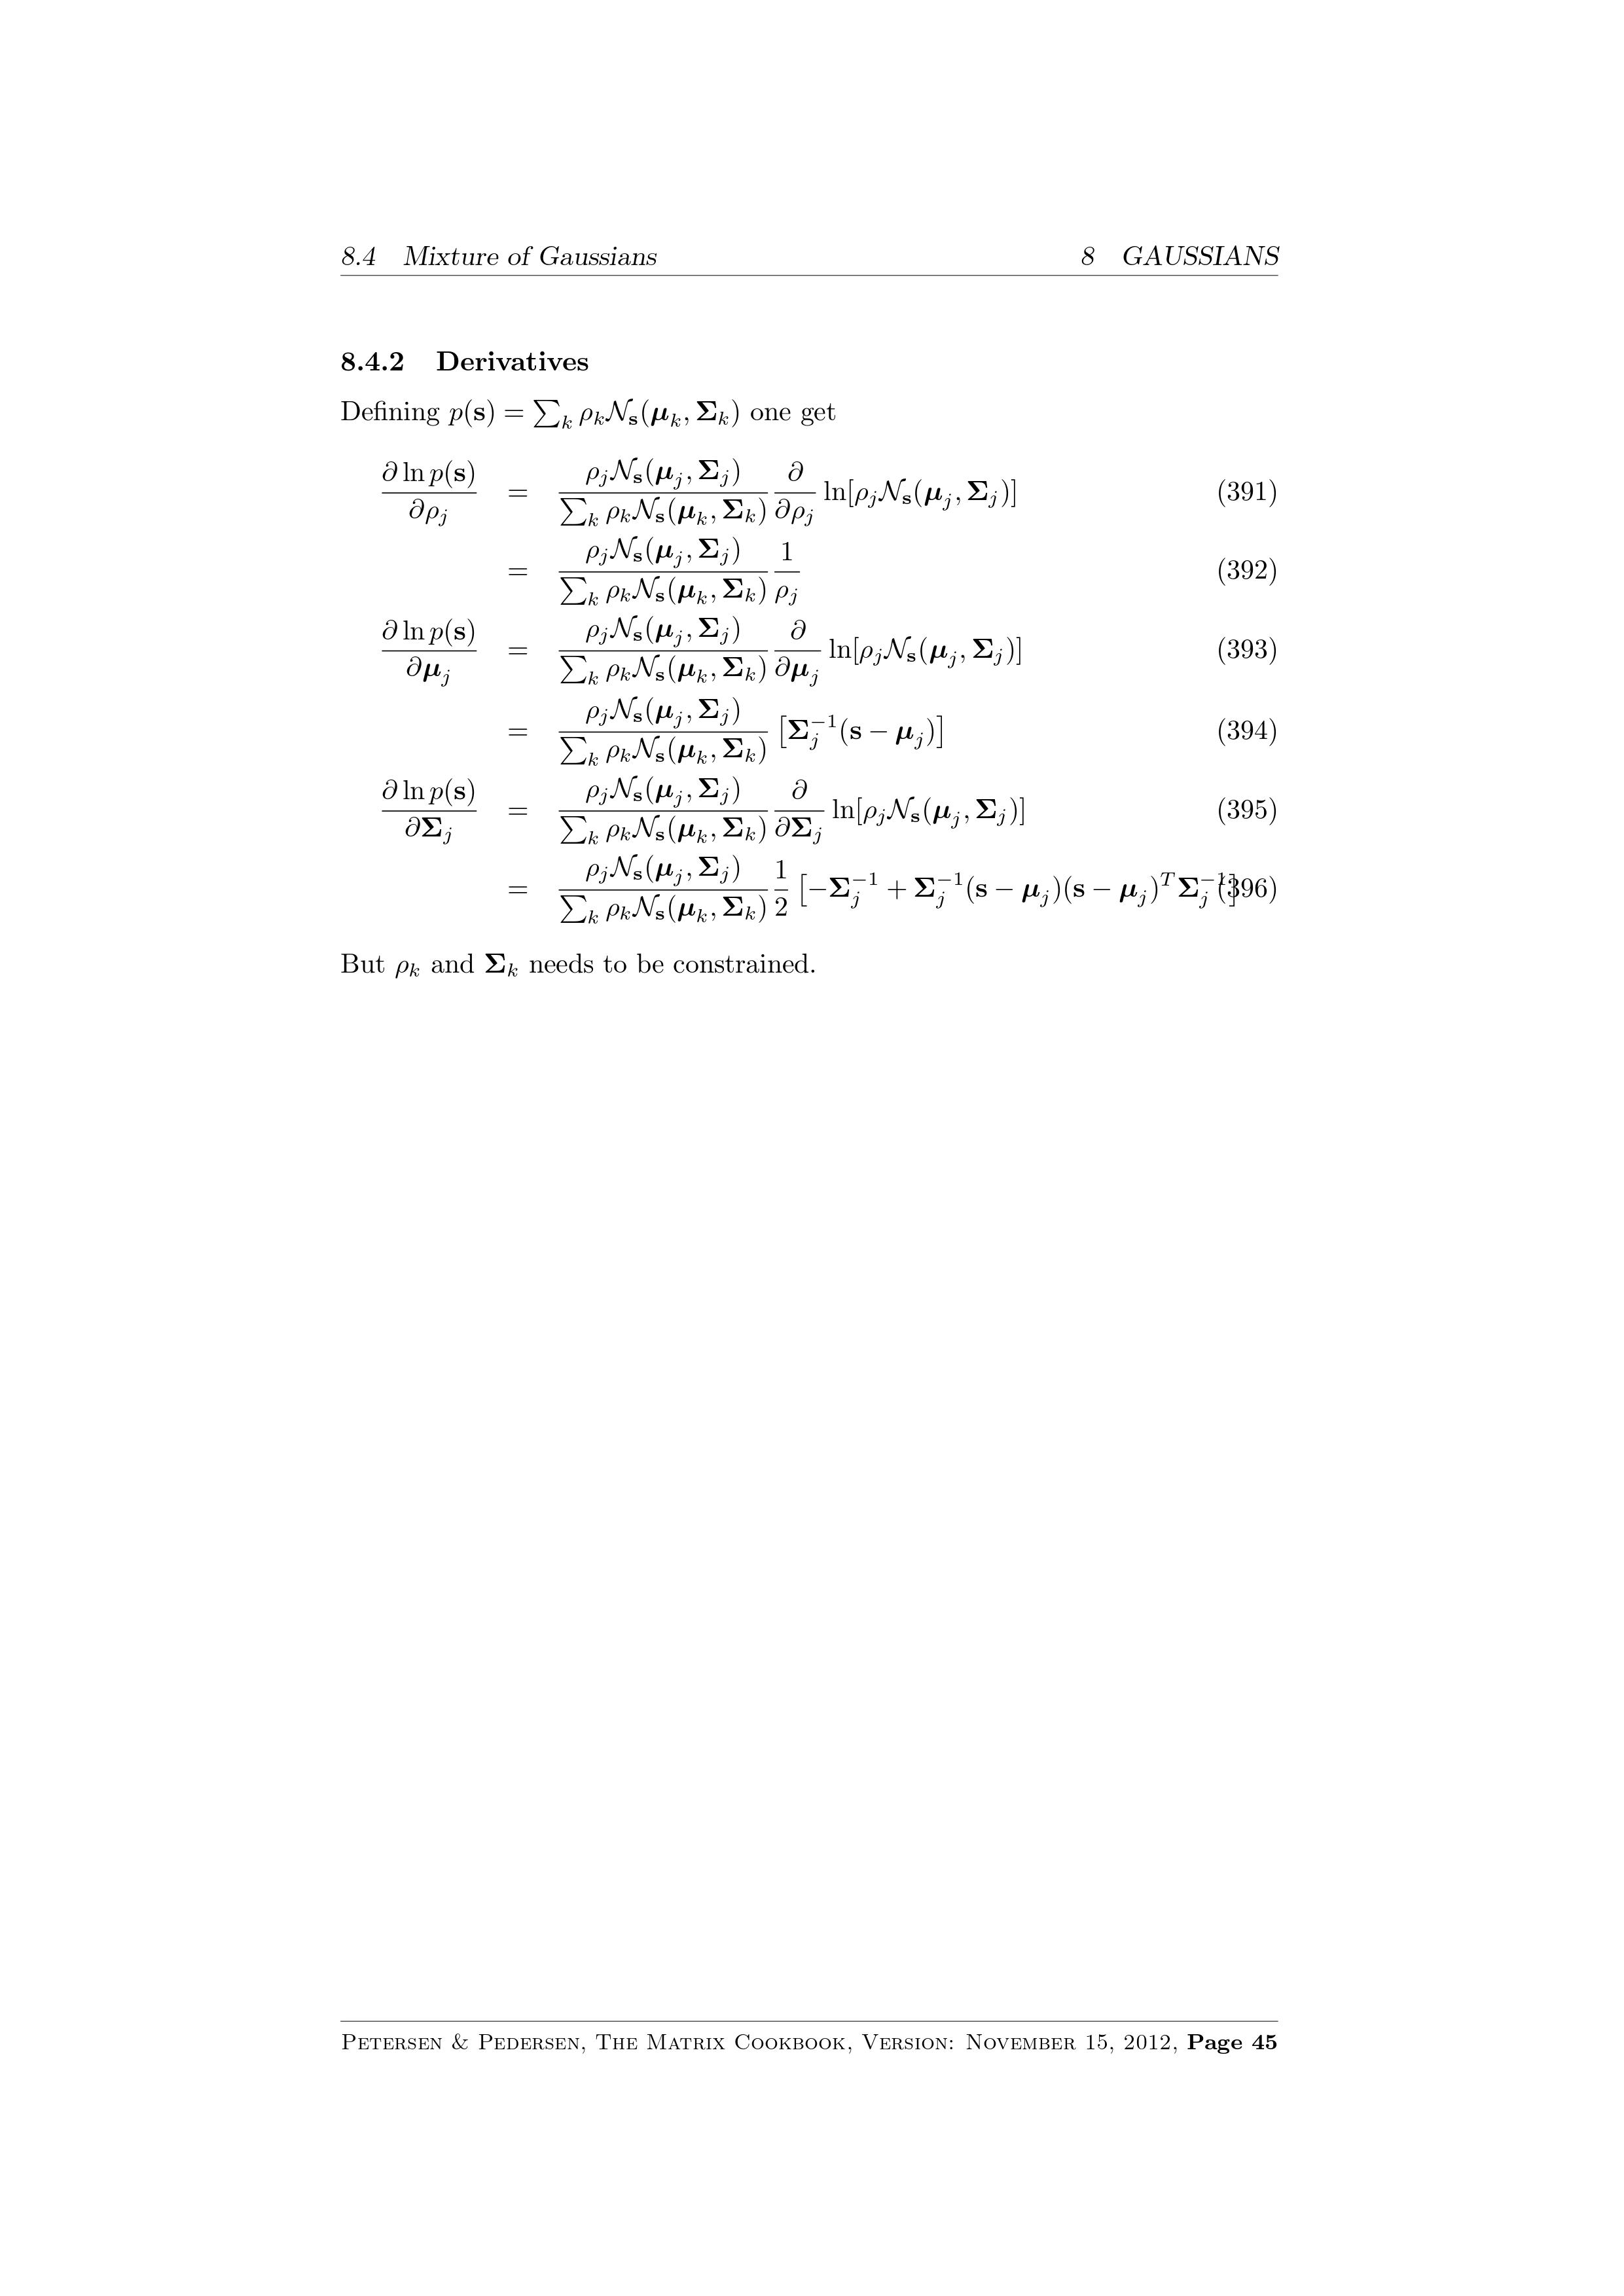 8.4 Mixture of Gaussians 8 GAUSSIANS
8.4.2 Derivatives
Defining $p(\mathbf{s}) = \sum_k \rho_k \mathcal{N}_{\mathbf{s}}(\boldsymbol{\mu}_k, \boldsymbol{\Sigma}_k)$ one get
$\frac{\partial \ln p(\mathbf{s})}{\partial \rho_j} = \frac{\rho_j \mathcal{N}_{\mathbf{s}}(\boldsymbol{\mu}_j, \boldsymbol{\Sigma}_j)}{\sum_k \rho_k \mathcal{N}_{\mathbf{s}}(\boldsymbol{\mu}_k, \boldsymbol{\Sigma}_k)} \frac{\partial}{\partial \rho_j} \ln[\rho_j \mathcal{N}_{\mathbf{s}}(\boldsymbol{\mu}_j, \boldsymbol{\Sigma}_j)]$ (391)
$= \frac{\rho_j \mathcal{N}_{\mathbf{s}}(\boldsymbol{\mu}_j, \boldsymbol{\Sigma}_j)}{\sum_k \rho_k \mathcal{N}_{\mathbf{s}}(\boldsymbol{\mu}_k, \boldsymbol{\Sigma}_k)} \frac{1}{\rho_j}$ (392)
$\frac{\partial \ln p(\mathbf{s})}{\partial \boldsymbol{\mu}_j} = \frac{\rho_j \mathcal{N}_{\mathbf{s}}(\boldsymbol{\mu}_j, \boldsymbol{\Sigma}_j)}{\sum_k \rho_k \mathcal{N}_{\mathbf{s}}(\boldsymbol{\mu}_k, \boldsymbol{\Sigma}_k)} \frac{\partial}{\partial \boldsymbol{\mu}_j} \ln[\rho_j \mathcal{N}_{\mathbf{s}}(\boldsymbol{\mu}_j, \boldsymbol{\Sigma}_j)]$ (393)
$= \frac{\rho_j \mathcal{N}_{\mathbf{s}}(\boldsymbol{\mu}_j, \boldsymbol{\Sigma}_j)}{\sum_k \rho_k \mathcal{N}_{\mathbf{s}}(\boldsymbol{\mu}_k, \boldsymbol{\Sigma}_k)} \left[\boldsymbol{\Sigma}_j^{-1}(\mathbf{s} - \boldsymbol{\mu}_j)\right]$ (394)
$\frac{\partial \ln p(\mathbf{s})}{\partial \boldsymbol{\Sigma}_j} = \frac{\rho_j \mathcal{N}_{\mathbf{s}}(\boldsymbol{\mu}_j, \boldsymbol{\Sigma}_j)}{\sum_k \rho_k \mathcal{N}_{\mathbf{s}}(\boldsymbol{\mu}_k, \boldsymbol{\Sigma}_k)} \frac{\partial}{\partial \boldsymbol{\Sigma}_j} \ln[\rho_j \mathcal{N}_{\mathbf{s}}(\boldsymbol{\mu}_j, \boldsymbol{\Sigma}_j)]$ (395)
$= \frac{\rho_j \mathcal{N}_{\mathbf{s}}(\boldsymbol{\mu}_j, \boldsymbol{\Sigma}_j)}{\sum_k \rho_k \mathcal{N}_{\mathbf{s}}(\boldsymbol{\mu}_k, \boldsymbol{\Sigma}_k)} \frac{1}{2} \left[-\boldsymbol{\Sigma}_j^{-1} + \boldsymbol{\Sigma}_j^{-1}(\mathbf{s} - \boldsymbol{\mu}_j)(\mathbf{s} - \boldsymbol{\mu}_j)^T \boldsymbol{\Sigma}_j^{-1}\right]$ (396)
But $\rho_k$ and $\boldsymbol{\Sigma}_k$ needs to be constrained.
Petersen & Pedersen, The Matrix Cookbook, Version: November 15, 2012, Page 45